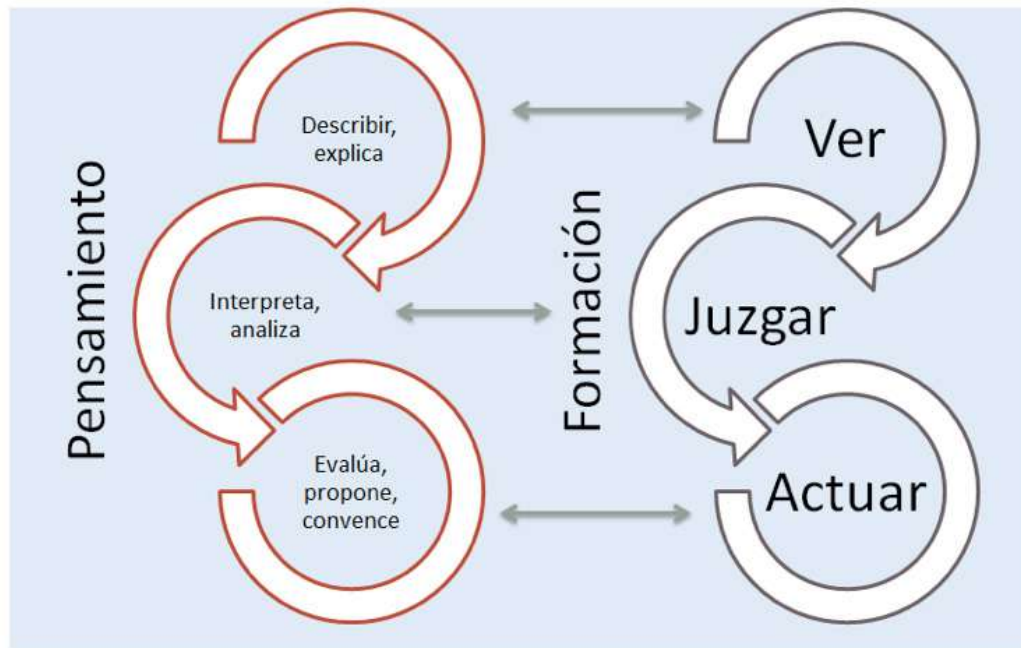 Pensamiento
Describir,
explica
Interpreta,
analiza
Evalúa,
propone,
convence
Formación
Ver
Juzgar
Actuar